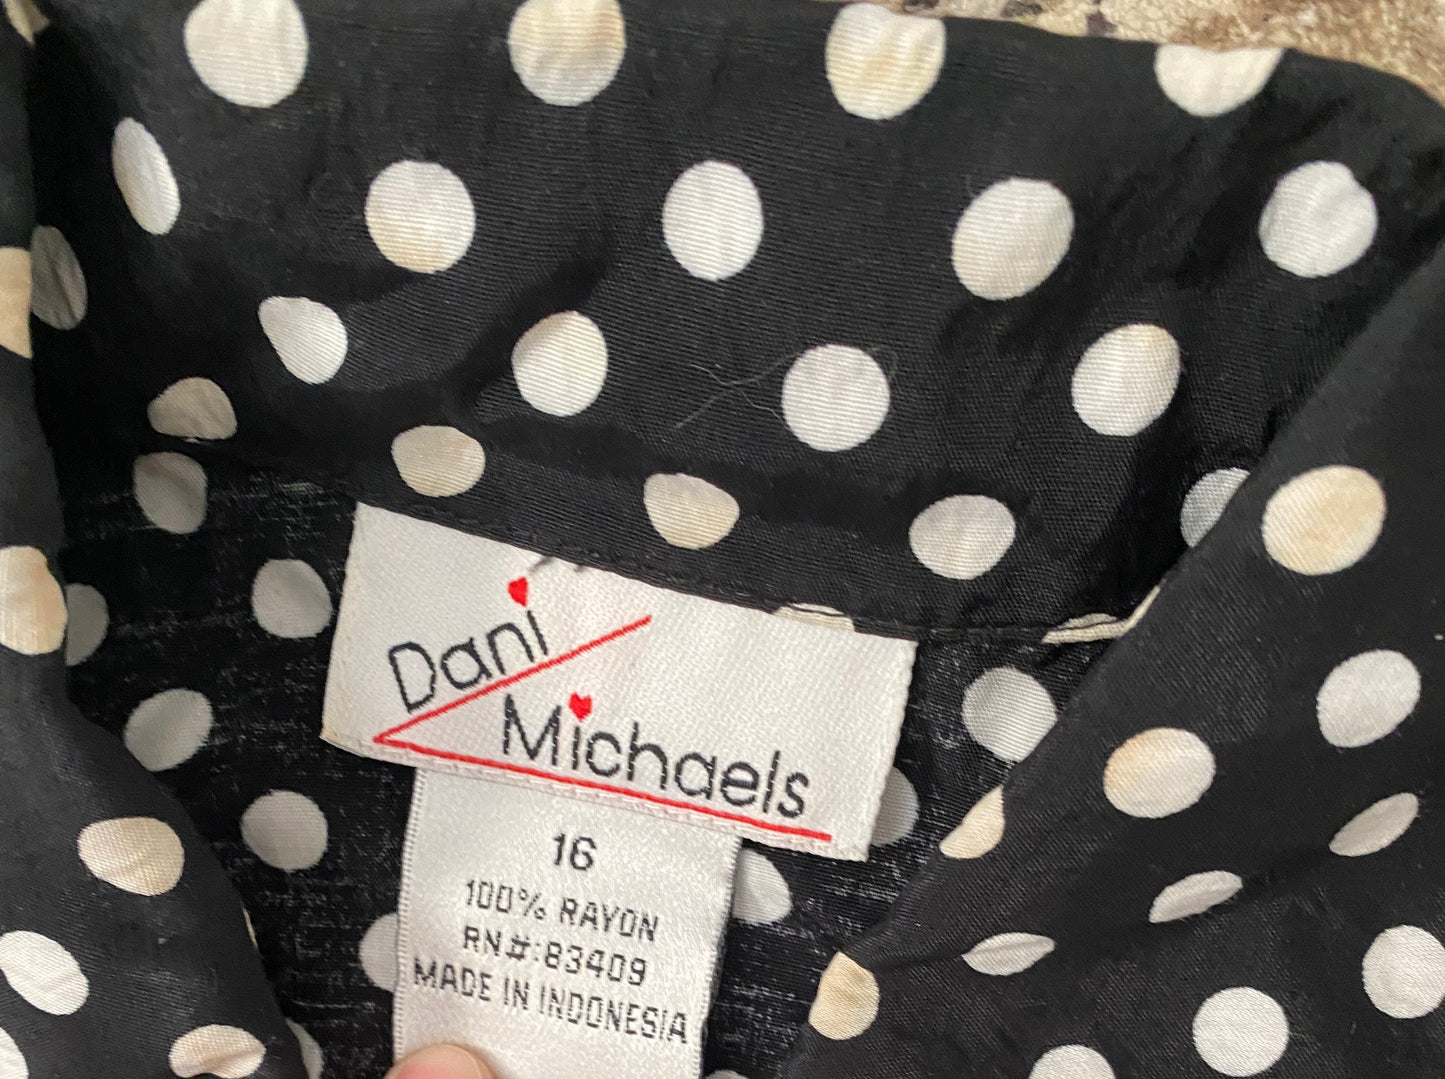 Dani
Michaels
16
100% RAYON
RN#:83409
MADE IN INDONESIA